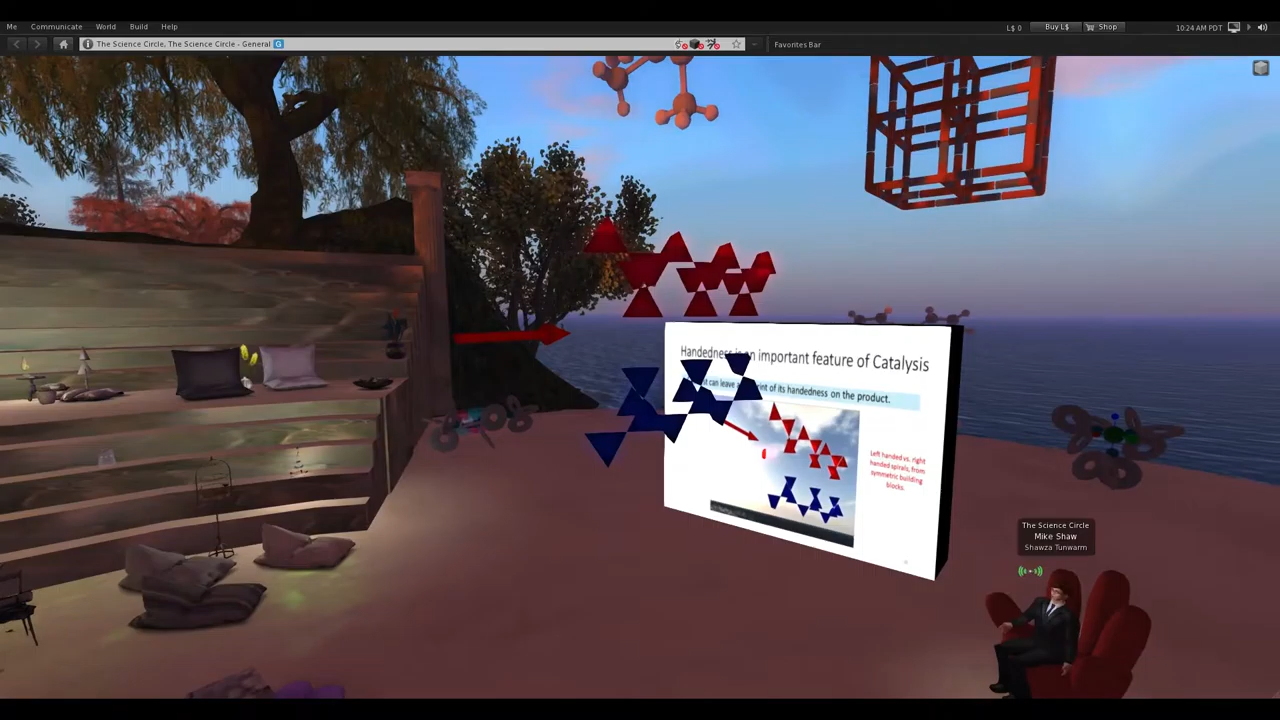 Me Communicate World Build Help
L$ 0 Buy L$ Shop 10:24 AM PDT
The Science Circle, The Science Circle - General G
Favorites Bar
Handedness is an important feature of Catalysis
it can leave a print of its handedness on the product.
Left handed vs. right
handed spirals, from
symmetric building
blocks.
The Science Circle
Mike Shaw
Shawza Tunwarm